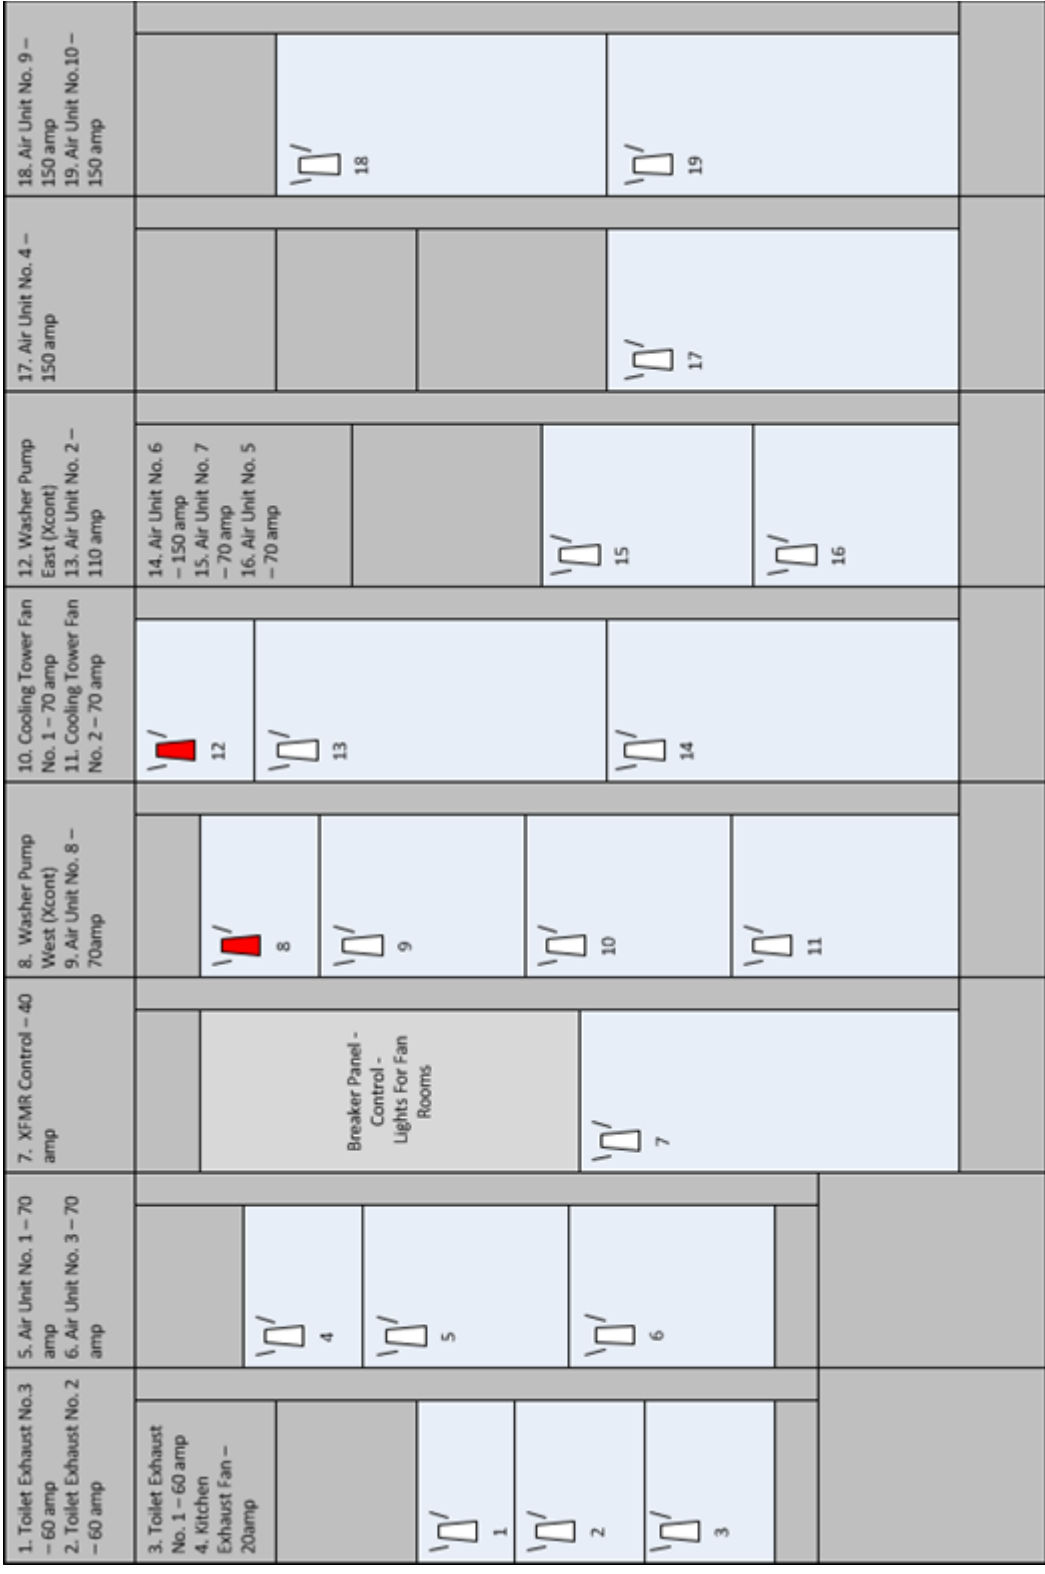 1. Toilet Exhaust No.3
– 60 amp
2. Toilet Exhaust No. 2
– 60 amp
3. Toilet Exhaust
No. 1 – 60 amp
4. Kitchen
Exhaust Fan –
20amp
1
2
3
5. Air Unit No. 1 – 70
amp
6. Air Unit No. 3 – 70
amp
4
5
6
7. XFMR Control – 40
amp
Breaker Panel -
Control -
Lights For Fan
Rooms
7
8. Washer Pump
West (Xcont)
9. Air Unit No. 8 –
70amp
8
9
10
11
10. Cooling Tower Fan
No. 1 – 70 amp
11. Cooling Tower Fan
No. 2 – 70 amp
12
13
14
12. Washer Pump
East (Xcont)
13. Air Unit No. 2 –
110 amp
14. Air Unit No. 6
– 150 amp
15. Air Unit No. 7
– 70 amp
16. Air Unit No. 5
– 70 amp
15
16
17. Air Unit No. 4 –
150 amp
17
18. Air Unit No. 9 –
150 amp
19. Air Unit No.10 –
150 amp
18
19